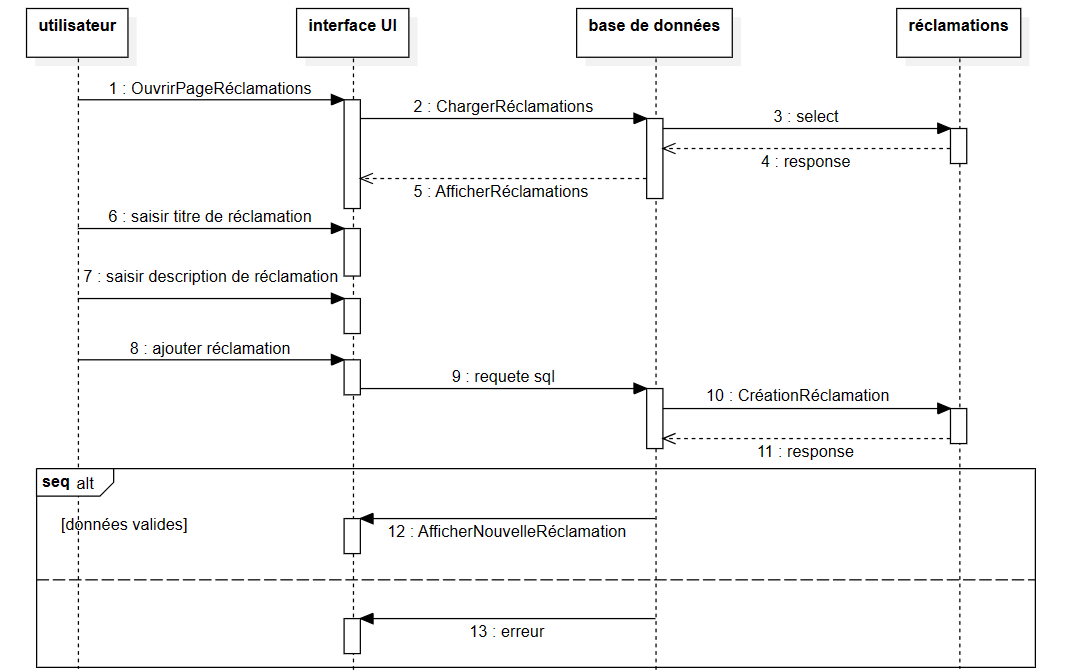 utilisateur
interface UI
base de données
réclamations
1 : OuvrirPageRéclamations
2 : ChargerRéclamations
3 : select
4 : response
5 : AfficherRéclamations
6 : saisir titre de réclamation
7 : saisir description de réclamation
8 : ajouter réclamation
9 : requete sql
10 : CréationRéclamation
11 : response
seq alt
[données valides]
12 : AfficherNouvelleRéclamation
13 : erreur